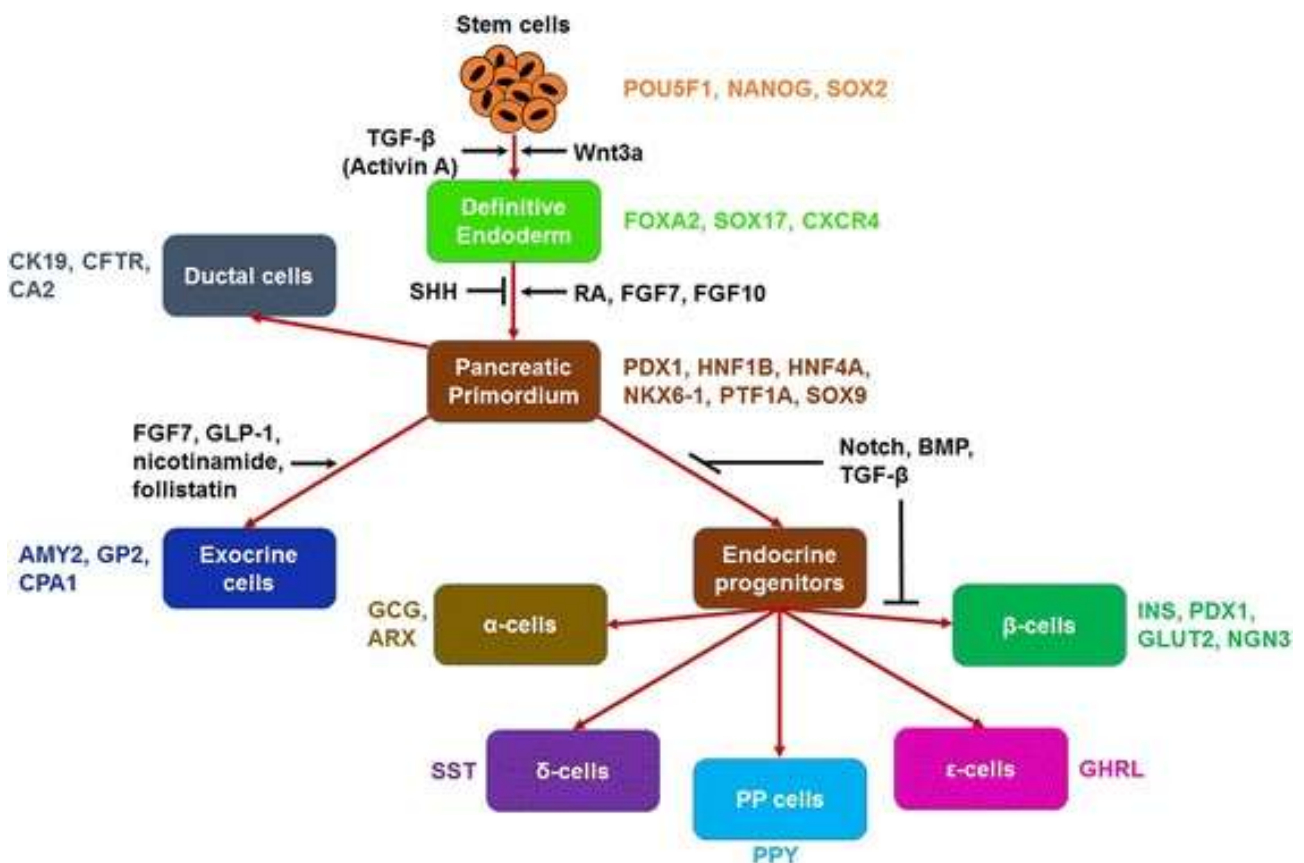 Stem cells
POU5F1, NANOG, SOX2
TGF-β
(Activin A)
Wnt3a
Definitive
Endoderm
FOXA2, SOX17, CXCR4
CK19, CFTR,
CA2
Ductal cells
SHH
RA, FGF7, FGF10
Pancreatic
Primordium
PDX1, HNF1B, HNF4A,
NKX6-1, PTF1A, SOX9
FGF7, GLP-1,
nicotinamide,
follistatin
Notch, BMP,
TGF-β
AMY2, GP2,
CPA1
Exocrine
cells
Endocrine
progenitors
GCG,
ARX
α-cells
β-cells
INS, PDX1,
GLUT2, NGN3
SST
δ-cells
PP cells
PPY
ε-cells
GHRL